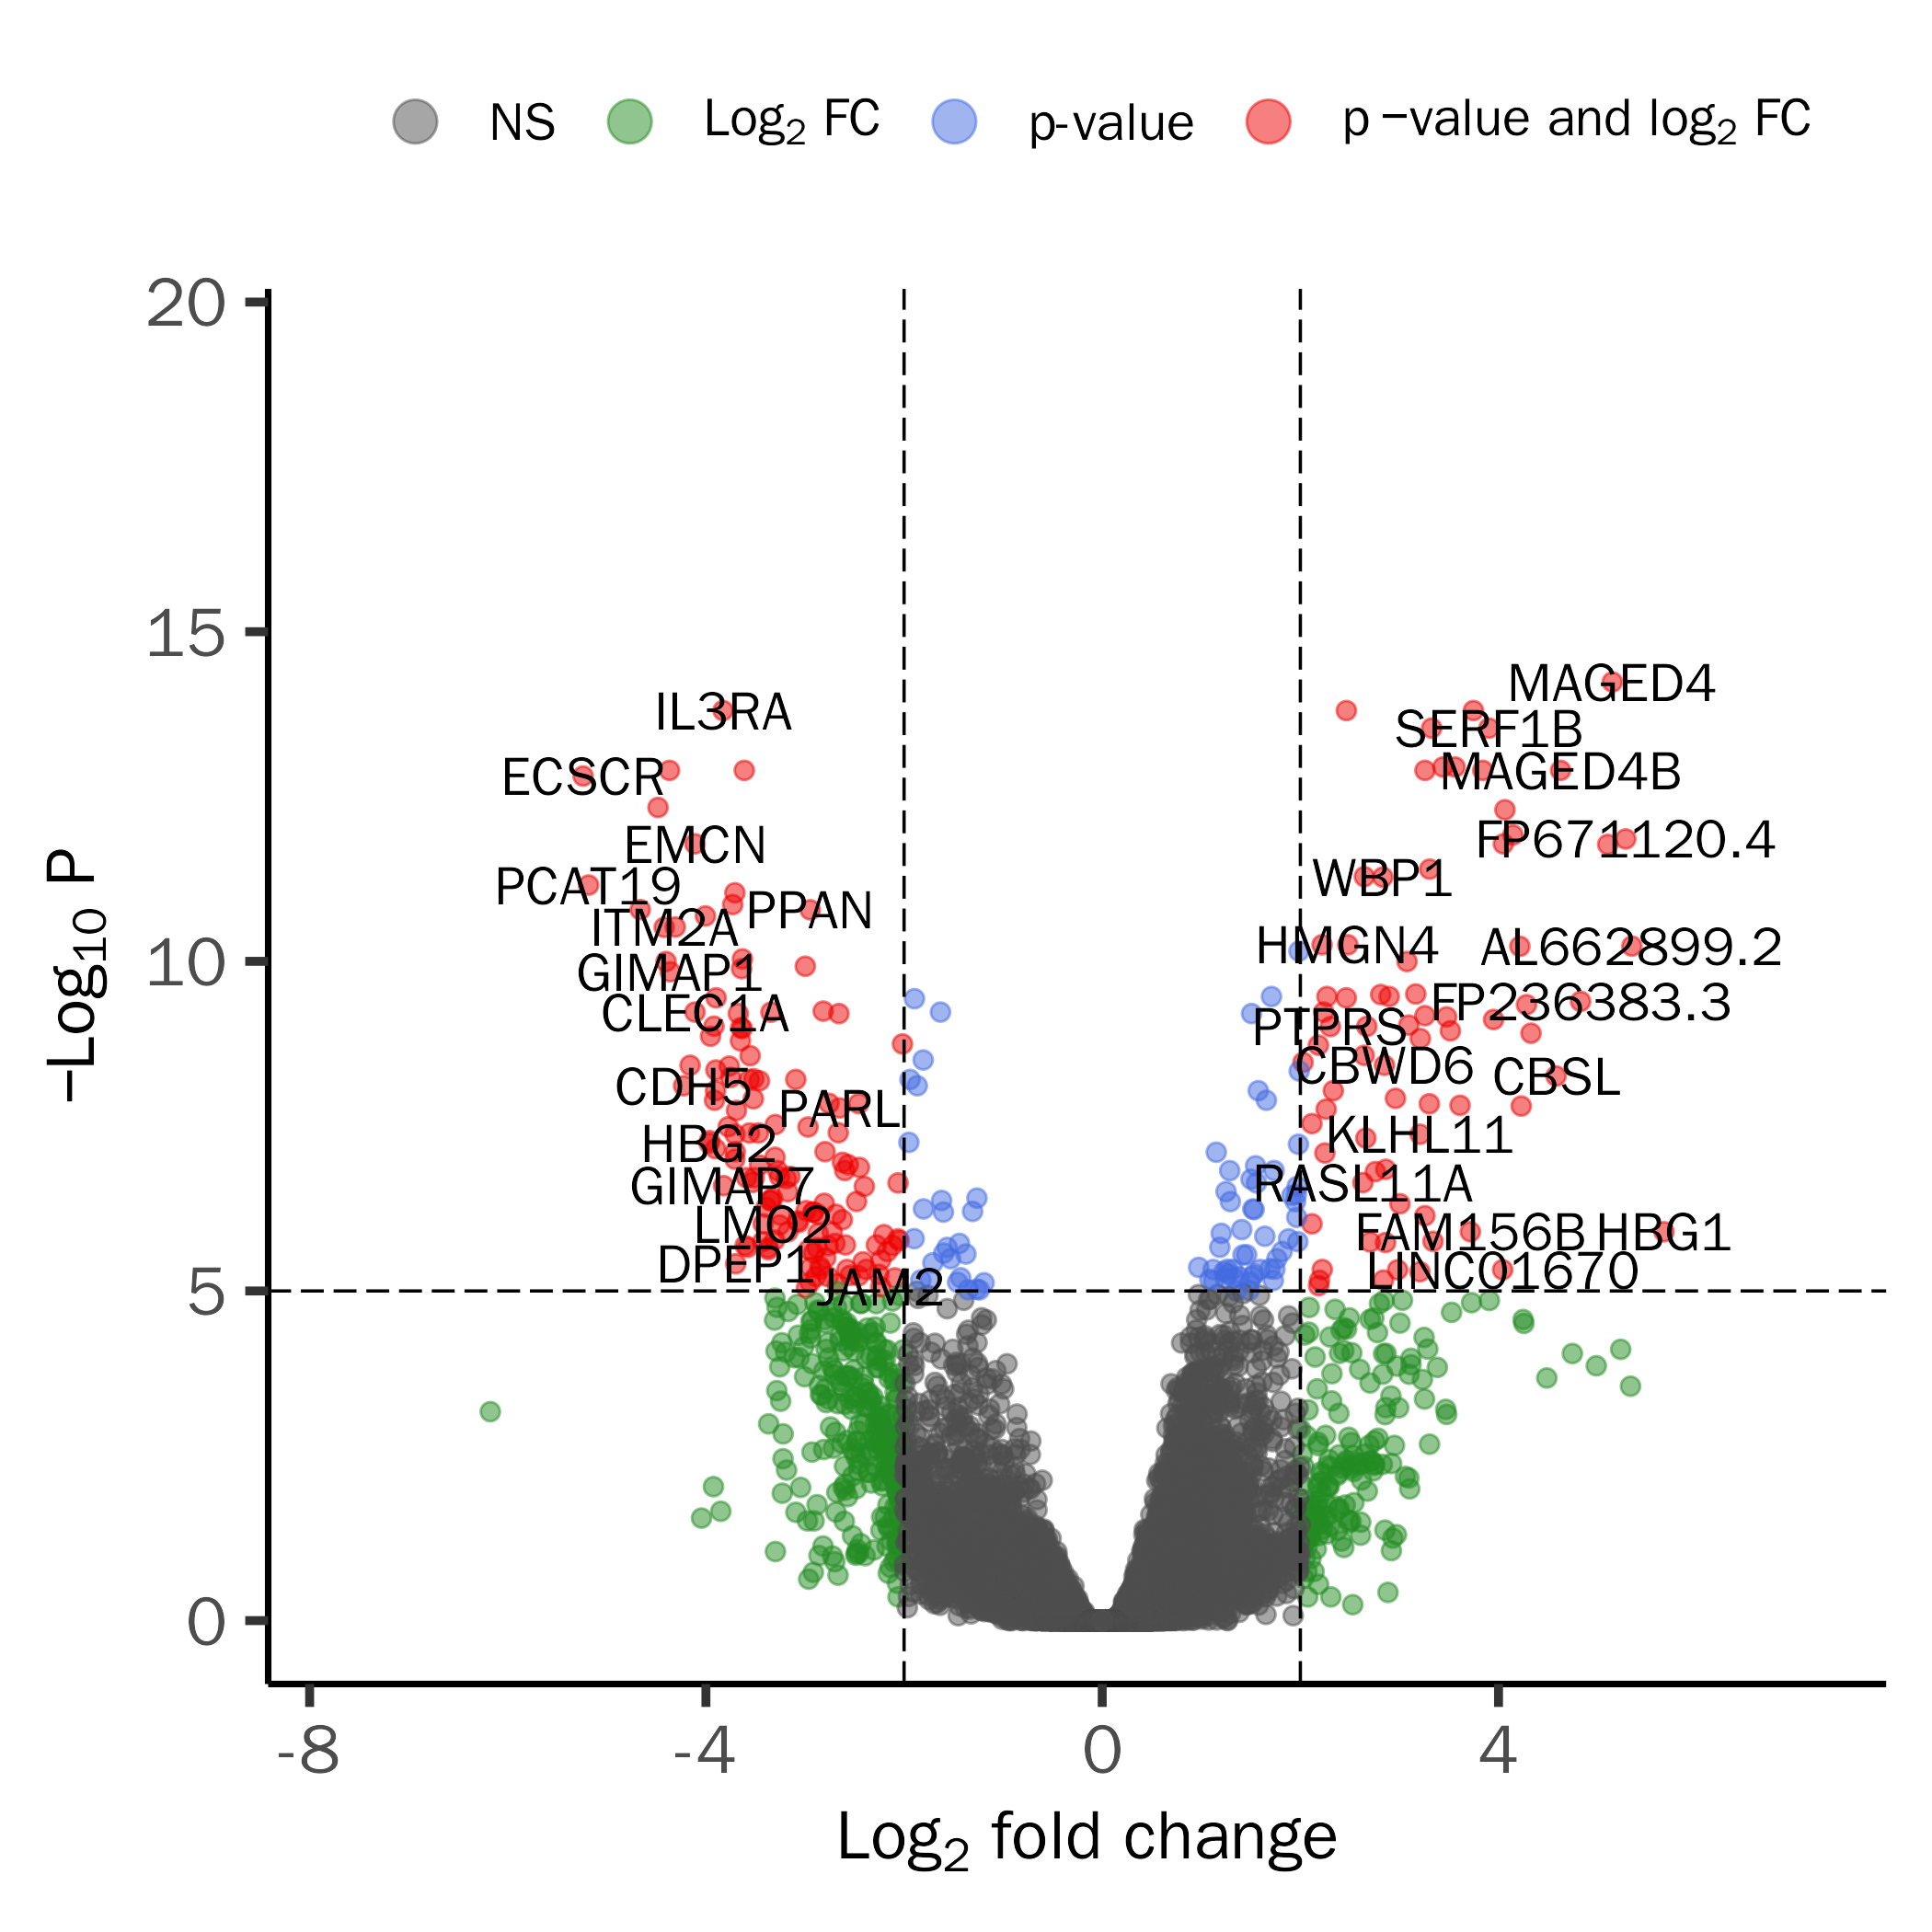 NS Log2 FC p-value p −value and log2 FC
20
15
10
5
0
−Log10 P
MAGED4
IL3RA
SERF1B
ECSCR
MAGED4B
EMCN
FP671120.4
PCAT19
WBP1
PPAN
ITM2A
HMGN4
AL662899.2
GIMAP1
FP236383.3
CLEC1A
PTPRS
CBWD6
CBSL
CDH5
PARL
KLHL11
HBG2
RASL11A
GIMAP7
LMO2
FAM156B
HBG1
DPEP1
LINC01670
JAM2
-8 -4 0 4
Log2 fold change